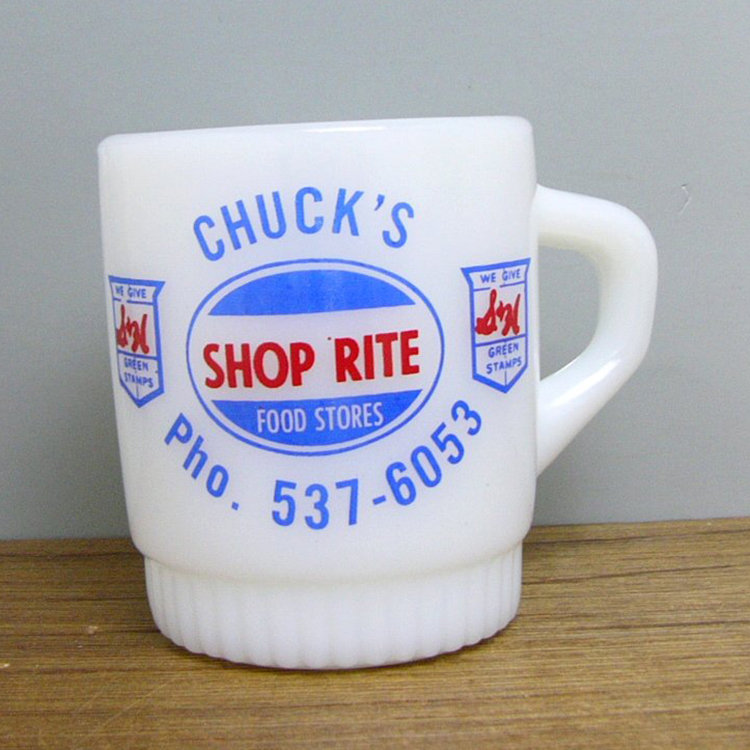 CHUCK'S
WE GIVE
S&H
GREEN
STAMPS
SHOP RITE
FOOD STORES
WE GIVE
S&H
GREEN
STAMPS
Pho. 537-6053